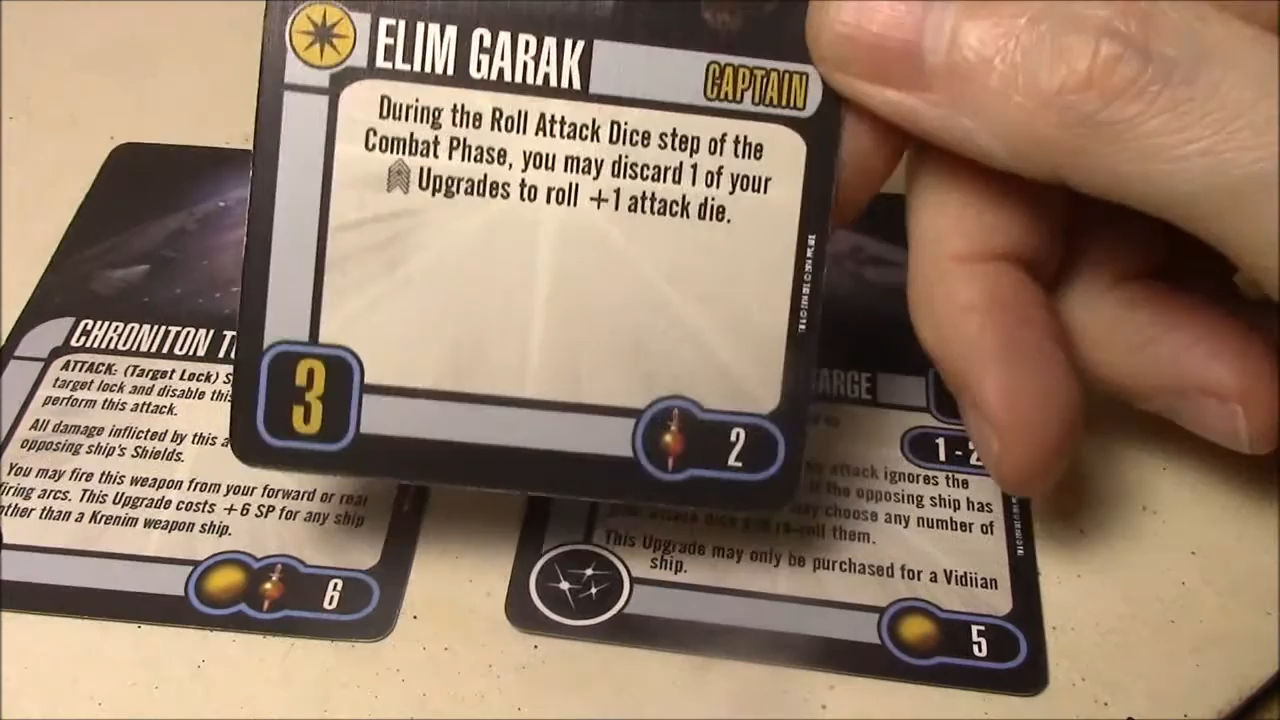 ELIM GARAK
CAPTAIN
During the Roll Attack Dice step of the
Combat Phase, you may discard 1 of your
Upgrades to roll +1 attack die.
3
2
CHRONITON
ATTACK: (Target Lock)
target lock and disable this
perform this attack.
All damage inflicted by this
opposing ship's Shields.
You may fire this weapon from your forward or rear
firing arcs. This Upgrade costs +6 SP for any ship
other than a Krenim weapon ship.
6
1 - 2
attack ignores the
If the opposing ship has
may choose any number of
attack dice and re-roll them.
This Upgrade may only be purchased for a Vidiian
ship.
5